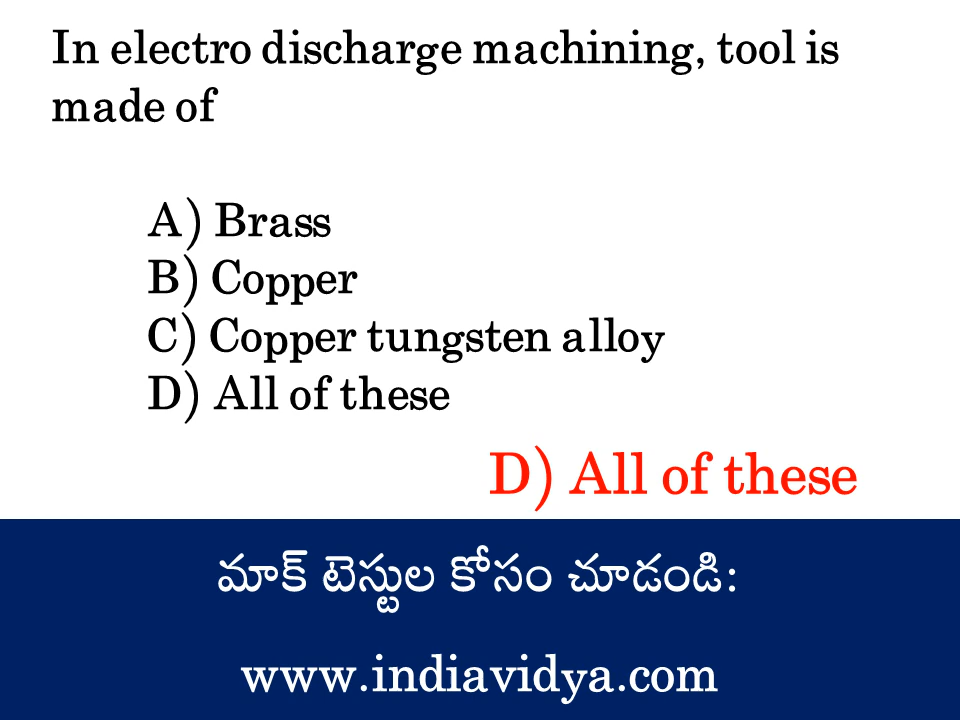 In electro discharge machining, tool is
made of
A) Brass
B) Copper
C) Copper tungsten alloy
D) All of these
D) All of these
మాక్ టెస్టుల కోసం చూడండి:
www.indiavidya.com